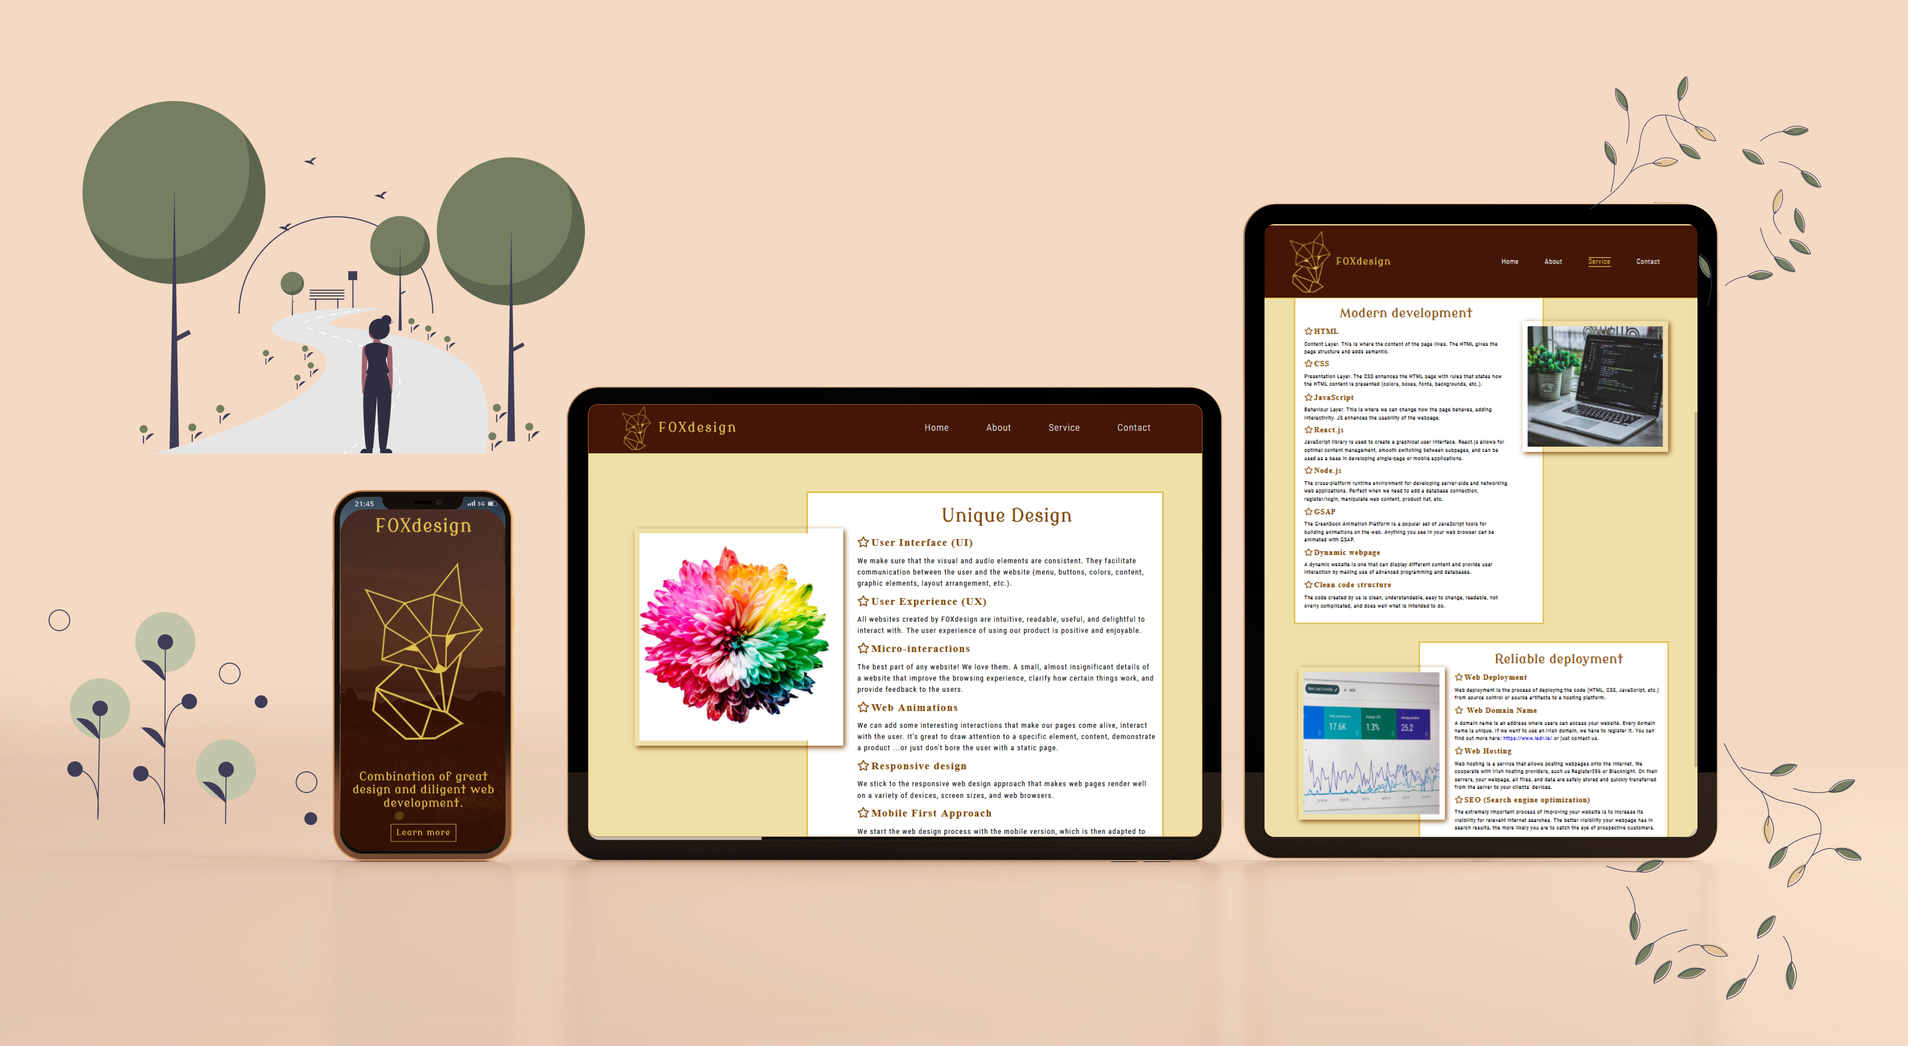 21:45
5G
FOXdesign
Combination of great
design and diligent web
development.
Learn more
FOXdesign
Home
About
Service
Contact
Unique Design
User Interface (UI)
We make sure that the visual and audio elements are consistent. They facilitate
communication between the user and the website (menu, buttons, colors, content,
graphic elements, layout arrangement, etc.).
User Experience (UX)
All websites created by FOXdesign are intuitive, readable, useful, and delightful to
interact with. The user experience of using our product is positive and enjoyable.
Micro-interactions
The best part of any website! We love them. A small, almost insignificant details of
a website that improve the browsing experience, clarify how certain things work, and
provide feedback to the users.
Web Animations
We can add some interesting interactions that make our pages come alive, interact
with the user. It's great to draw attention to a specific element, content, demonstrate
a product ...or just don't bore the user with a static page.
Responsive design
We stick to the responsive web design approach that makes web pages render well
on a variety of devices, screen sizes, and web browsers.
Mobile First Approach
We start the web design process with the mobile version, which is then adapted to
FOXdesign
Home
About
Service
Contact
Modern development
HTML
Content Layer. This is where the content of the page lives. The HTML gives the
page structure and adds semantic.
CSS
Presentation Layer. The CSS enhances the HTML page with rules that states how
the HTML content is presented (colors, boxes, fonts, backgrounds, etc.).
JavaScript
Behaviour Layer. This is where we can change how the page behaves, adding
interactivity. JS enhances the usability of the webpage.
React.js
JavaScript library is used to create a graphical user interface. React.js allows for
optimal content management, smooth switching between subpages, and can be
used as a base in developing single-page or mobile applications.
Node.js
The cross-platform runtime environment for developing server-side and networking
web applications. Perfect when we need to add a database connection,
register/login, manipulate web content, product list, etc.
GSAP
The GreenSock Animation Platform is a popular set of JavaScript tools for
building animations on the web. Anything you see in your web browser can be
animated with GSAP.
Dynamic webpage
A dynamic website is one that can display different content and provide user
interaction by making use of advanced programming and databases.
Clean code structure
The code created by us is clean, understandable, easy to change, readable, not
overly complicated, and does well what is intended to do.
Reliable deployment
Web Deployment
Web deployment is the process of deploying the code (HTML, CSS, JavaScript, etc.)
from source control or source artifacts to a hosting platform.
Web Domain Name
A domain name is an address where users can access your website. Every domain
name is unique. If you want to use an Irish domain, we have to register it. You can
find out more here: https://www.iedr.ie/ or just contact us.
Web Hosting
Web hosting is a service that allows posting webpages onto the Internet. We
cooperate with Irish hosting providers, such as Register365 or Blacknight. On their
servers, your webpage, all files, and data are safely stored and quickly transferred
from the server to your clients' devices.
SEO (Search engine optimization)
The extremely important process of improving your website is to increase its
visibility for relevant Internet searches. The better visibility your webpage has in
search results, the more likely you are to catch the eye of prospective customers.
17.6K
1.3%
25.2